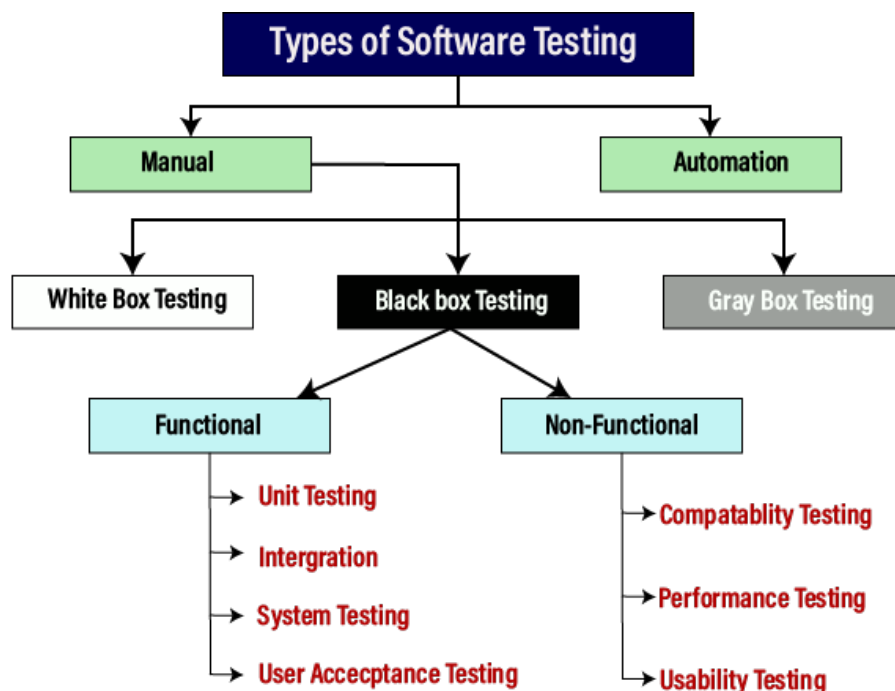 Types of Software Testing
Manual
Automation
White Box Testing
Black box Testing
Gray Box Testing
Functional
Non-Functional
Unit Testing
Intergration
System Testing
User Accecptance Testing
Compatablity Testing
Performance Testing
Usability Testing